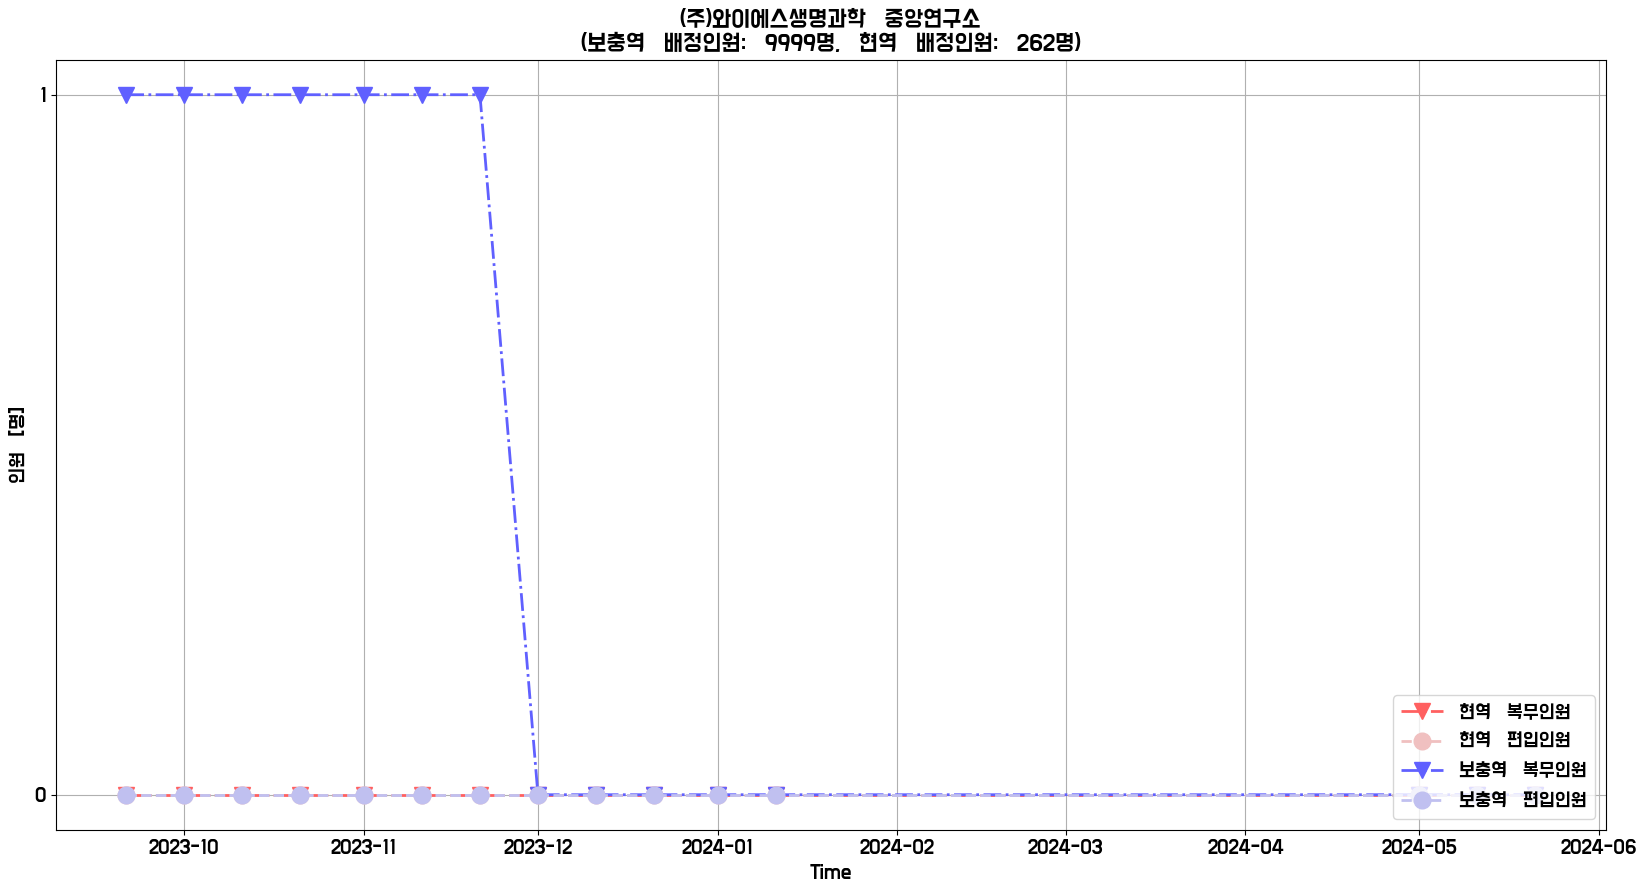 (주)와이에스생명과학 중앙연구소
(보충역 배정인원: 9999명, 현역 배정인원: 262명)
1
0
인원 [명]
현역 복무인원
현역 편입인원
보충역 복무인원
보충역 편입인원
2023-10 2023-11 2023-12 2024-01 2024-02 2024-03 2024-04 2024-05 2024-06
Time